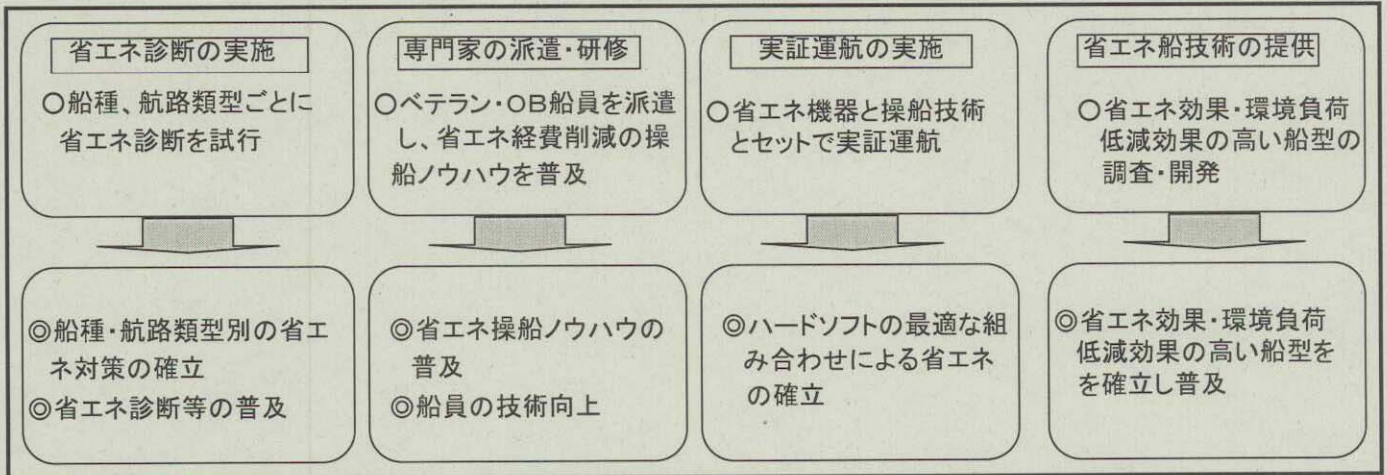 省エネ診断の実施
○船種、航路類型ごとに
省エネ診断を試行
専門家の派遣・研修
○ベテラン・OB船員を派遣
し、省エネ経費削減の操
船ノウハウを普及
実証運航の実施
○省エネ機器と操船技術
とセットで実証運航
省エネ船技術の提供
○省エネ効果・環境負荷
低減効果の高い船型の
調査・開発
◎船種・航路類型別の省エ
ネ対策の確立
◎省エネ診断等の普及
◎省エネ操船ノウハウの
普及
◎船員の技術向上
◎ハードソフトの最適な組
み合わせによる省エネ
の確立
◎省エネ効果・環境負荷
低減効果の高い船型を
を確立し普及